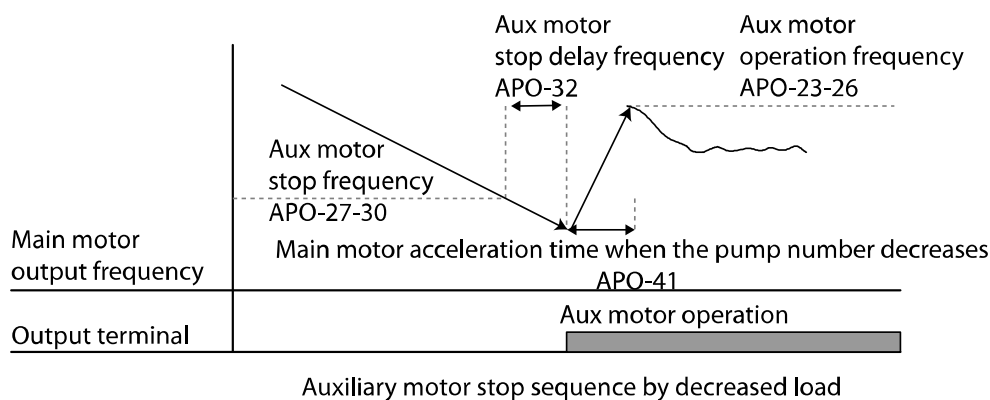 Aux motor
stop delay frequency
APO-32
Aux motor
operation frequency
APO-23-26
Aux motor
stop frequency
APO-27-30
Main motor
output frequency
Main motor acceleration time when the pump number decreases
APO-41
Output terminal
Aux motor operation
Auxiliary motor stop sequence by decreased load